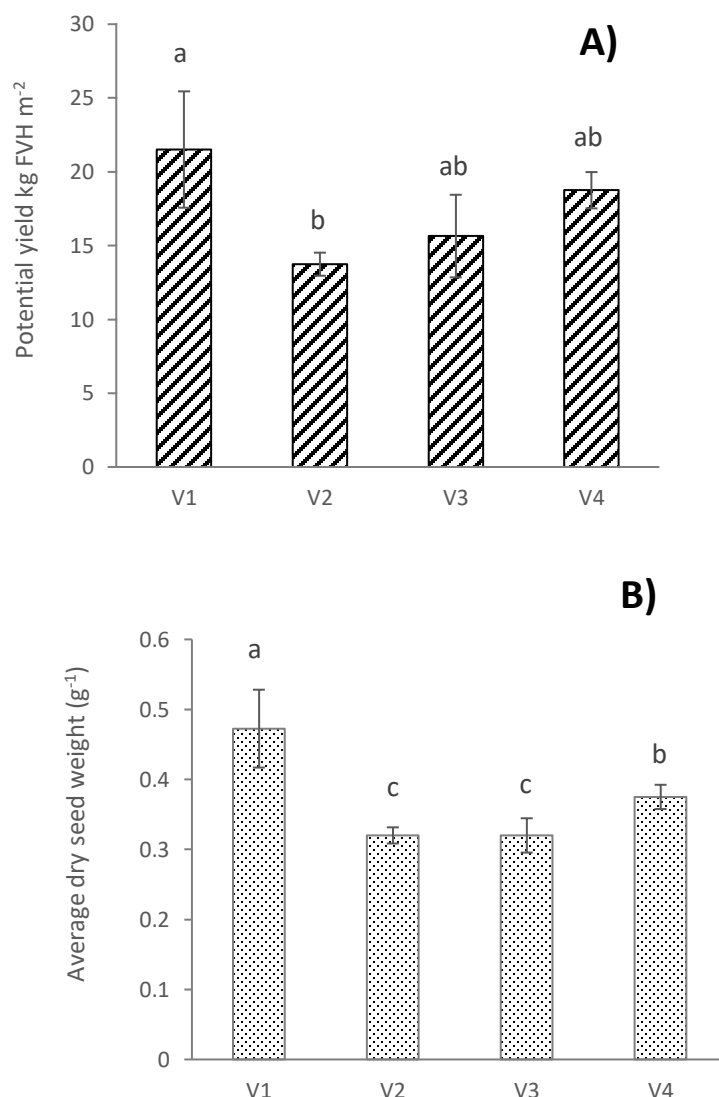 A)
Potential yield kg FVH m⁻²
30
25
20
15
10
5
0
a
b
ab
ab
V1 V2 V3 V4
B)
Average dry seed weight (g⁻¹)
0.6
0.5
0.4
0.3
0.2
0.1
0
a
c
c
b
V1 V2 V3 V4